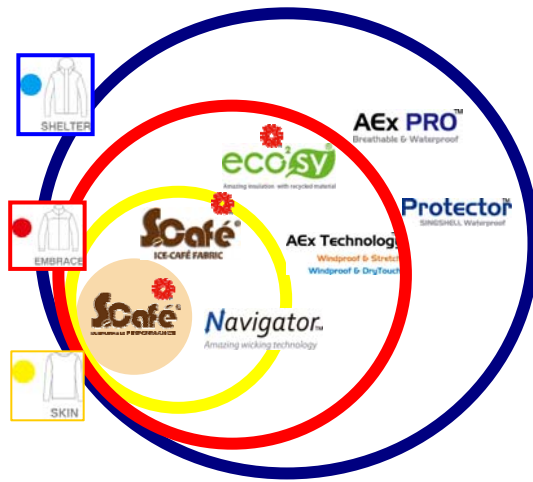 SHELTER
AEx PRO™
Breathable & Waterproof
eco²sy®
Amazing insulation with recycled material
Protector™
SINGSHELL Waterproof
EMBRACE
S.Café®
ICE-CAFÉ FABRIC
AEx Technology
Windproof & Stretch
Windproof & DryTouch
S.Café®
PERFORMANCE
Navigator™
Amazing wicking technology
SKIN